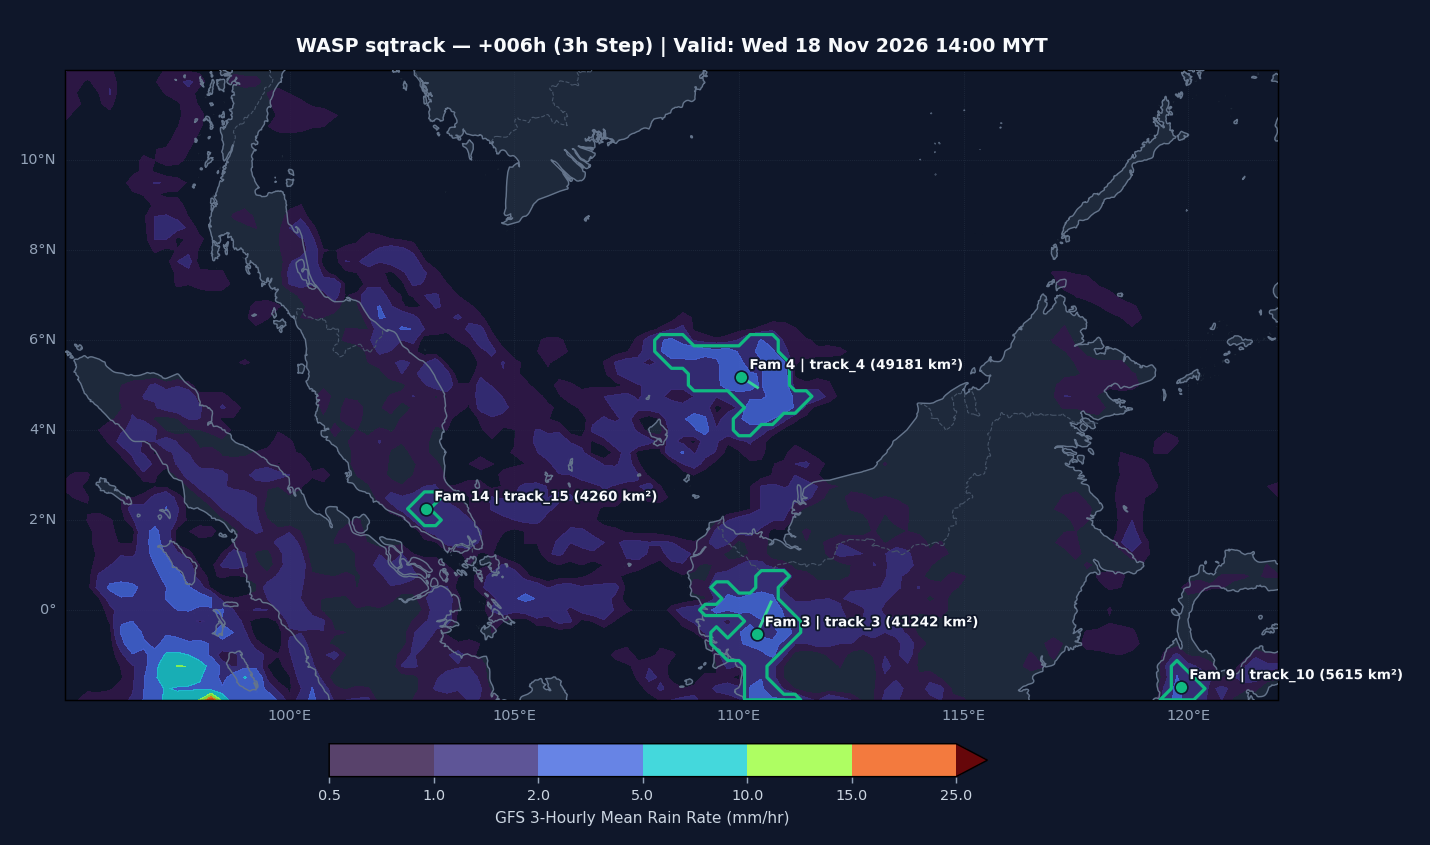 WASP sqtrack — +006h (3h Step) | Valid: Wed 18 Nov 2026 14:00 MYT
10°N
8°N
6°N
Fam 4 | track_4 (49181 km²)
4°N
Fam 14 | track_15 (4260 km²)
2°N
0°
Fam 3 | track_3 (41242 km²)
Fam 9 | track_10 (5615 km²)
100°E 105°E 110°E 115°E 120°E
0.5 1.0 2.0 5.0 10.0 15.0 25.0
GFS 3-Hourly Mean Rain Rate (mm/hr)